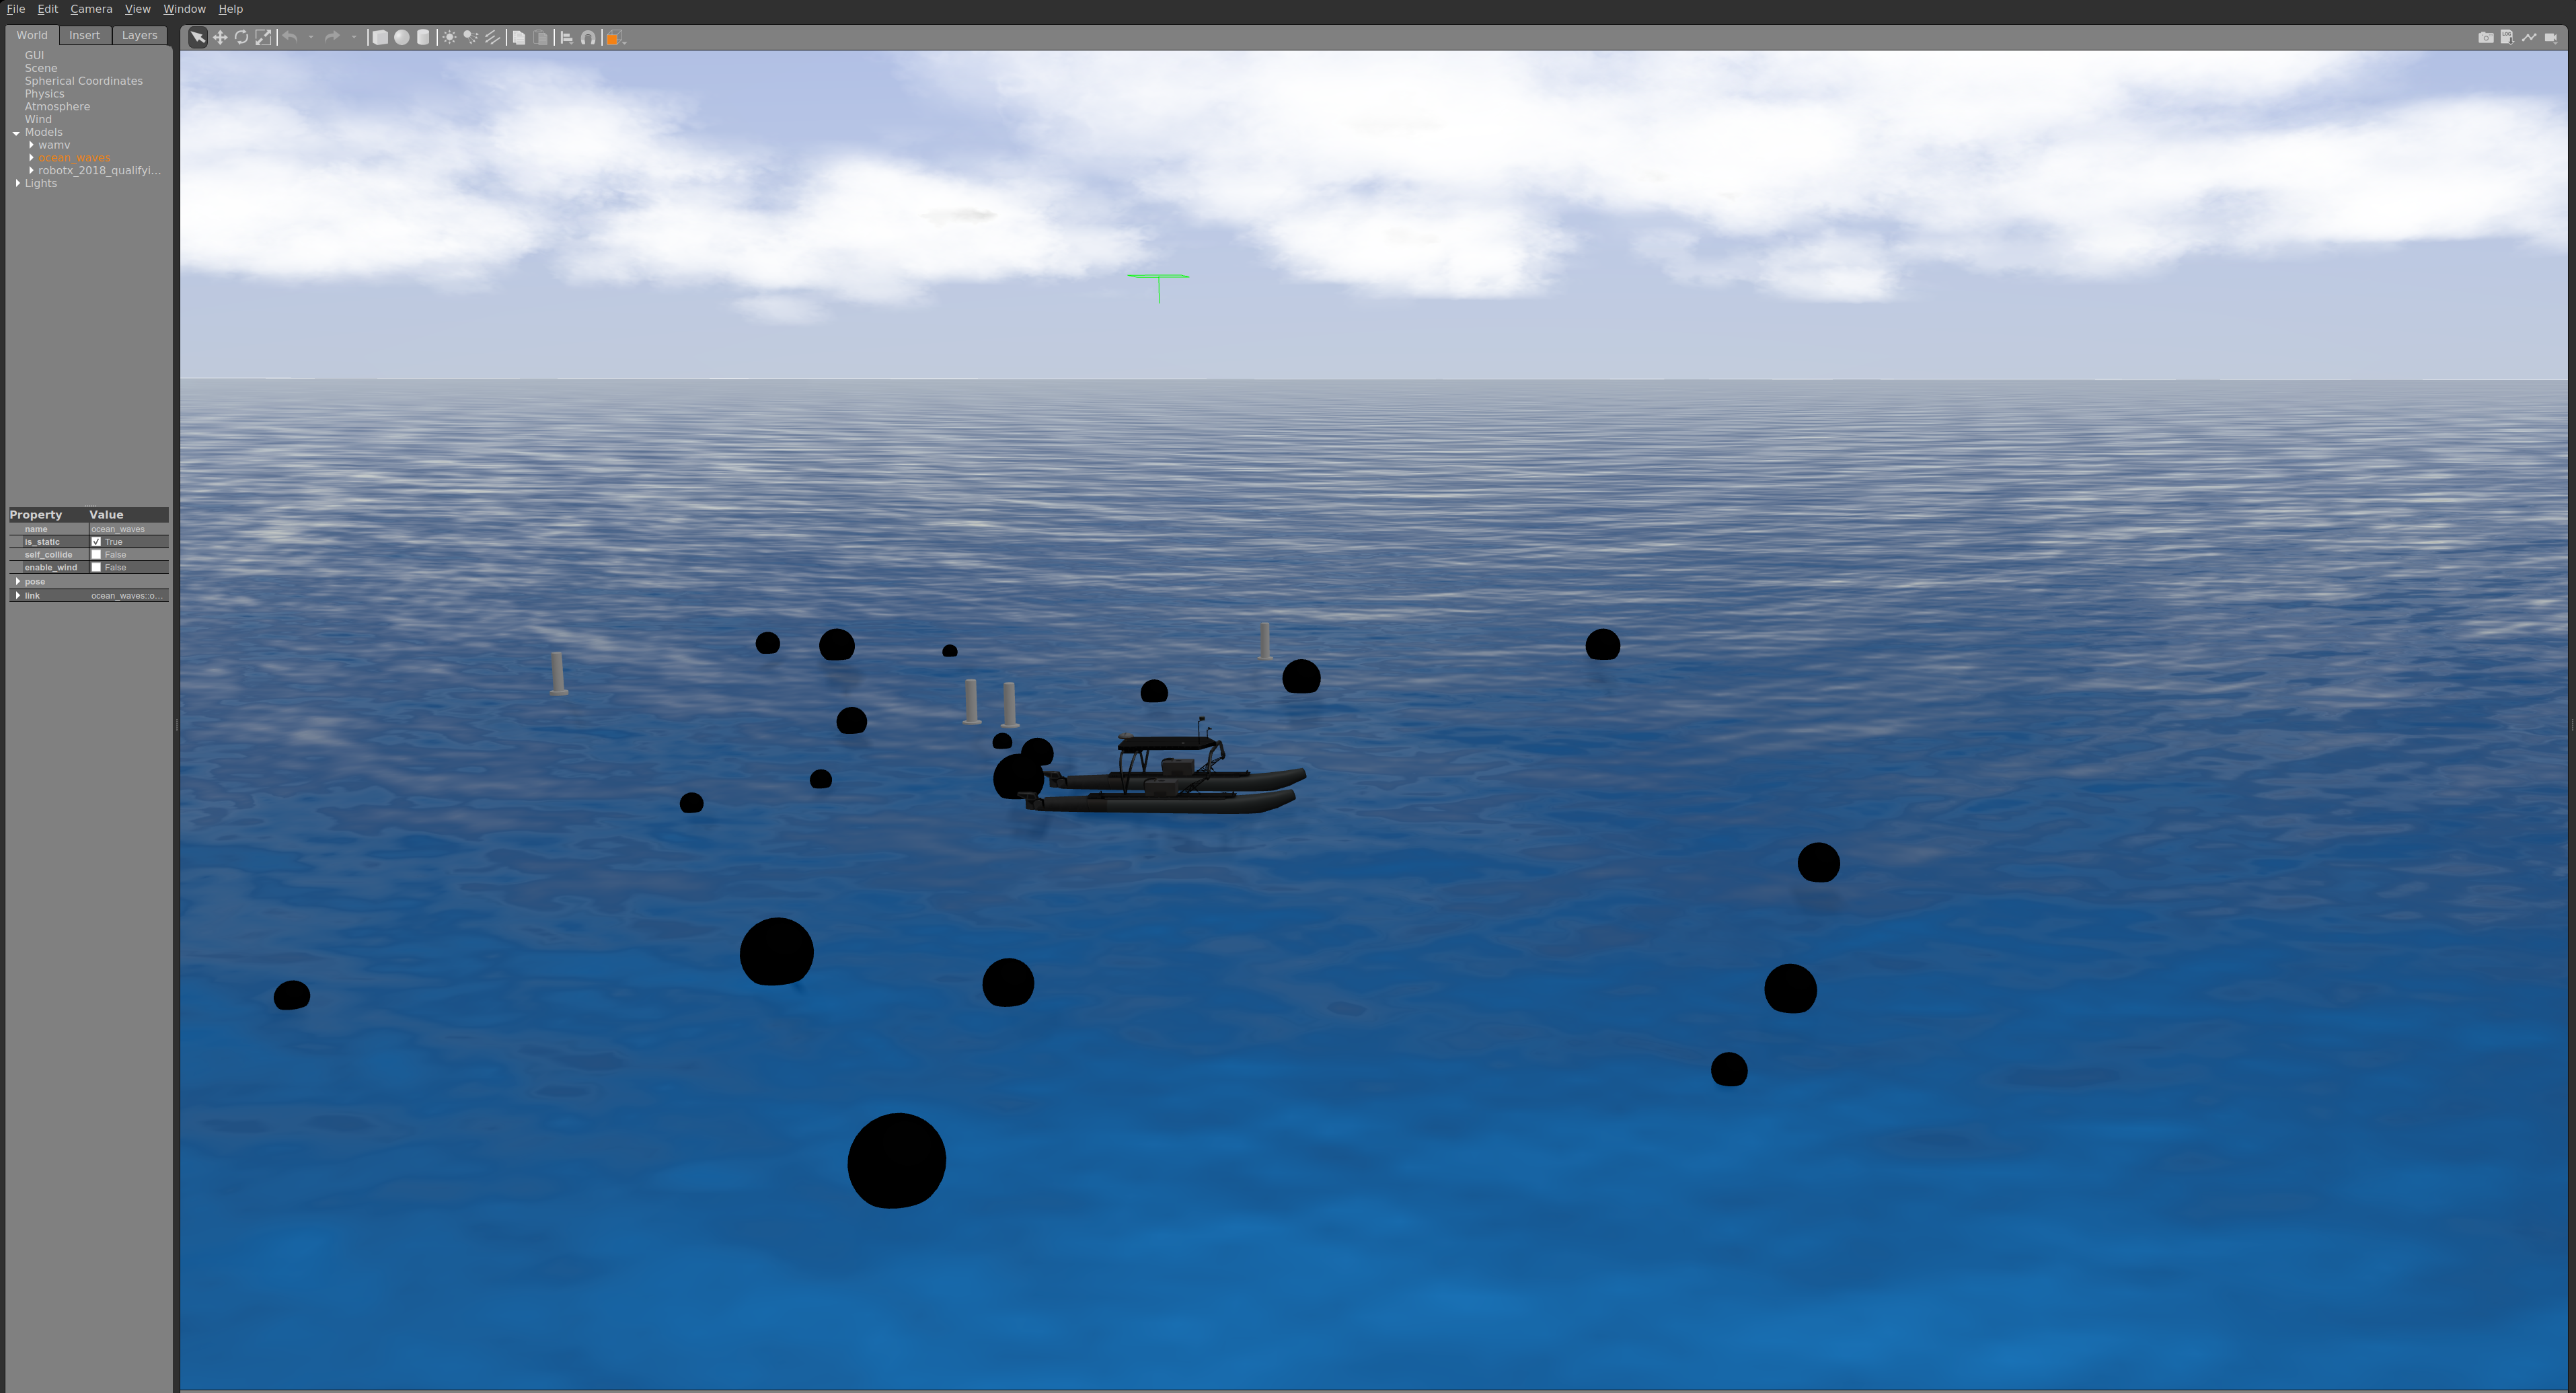 File Edit Camera View Window Help
World Insert Layers
GUI
Scene
Spherical Coordinates
Physics
Atmosphere
Wind
Models
wamv
ocean_waves
robotx_2018_qualifyi...
Lights
Property Value
name ocean_waves
is_static True
self_collide False
enable_wind False
pose
link ocean_waves::o...